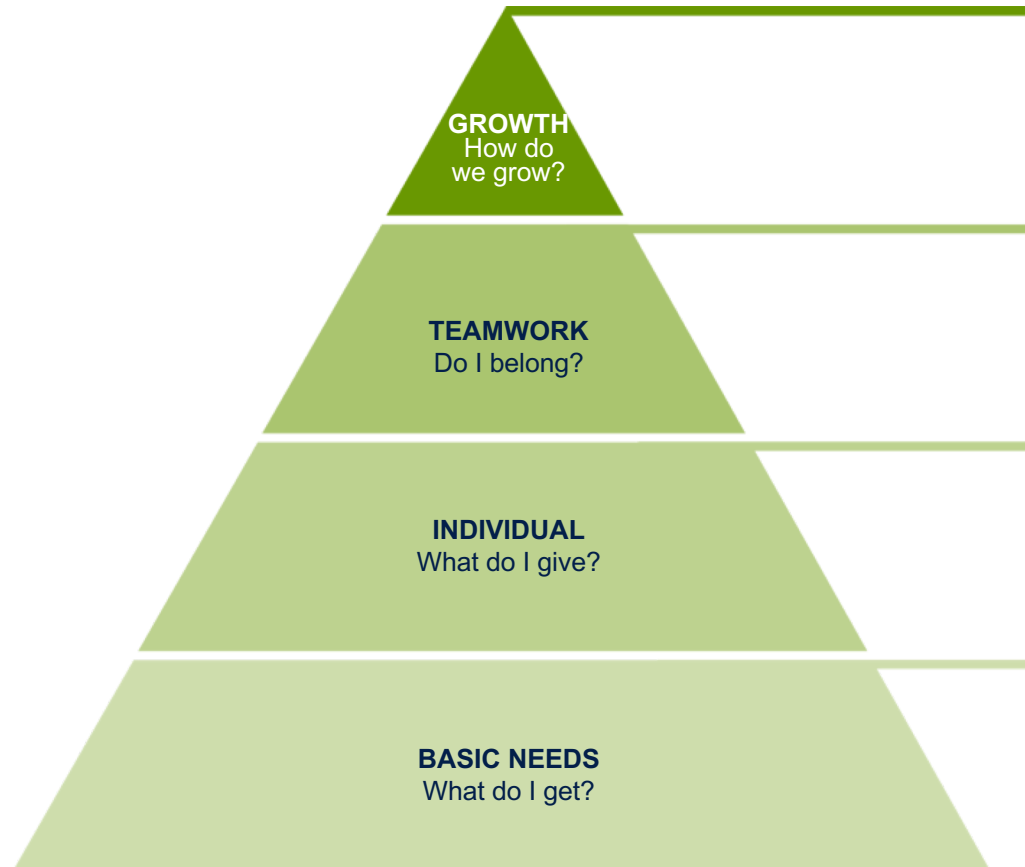 GROWTH
How do
we grow?
TEAMWORK
Do I belong?
INDIVIDUAL
What do I give?
BASIC NEEDS
What do I get?